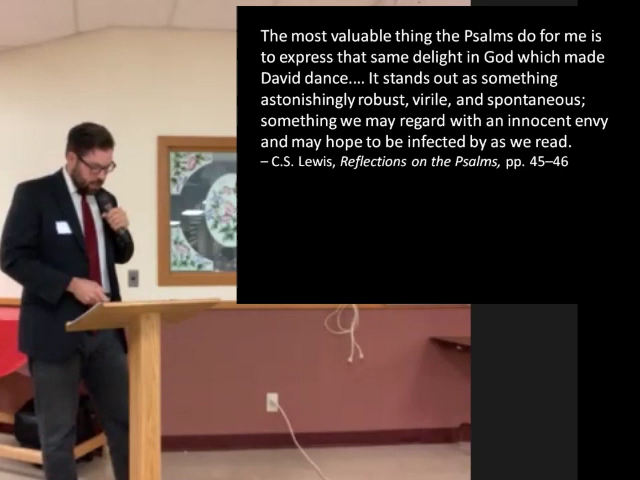 The most valuable thing the Psalms do for me is
to express that same delight in God which made
David dance.... It stands out as something
astonishingly robust, virile, and spontaneous;
something we may regard with an innocent envy
and may hope to be infected by as we read.
– C.S. Lewis, Reflections on the Psalms, pp. 45–46